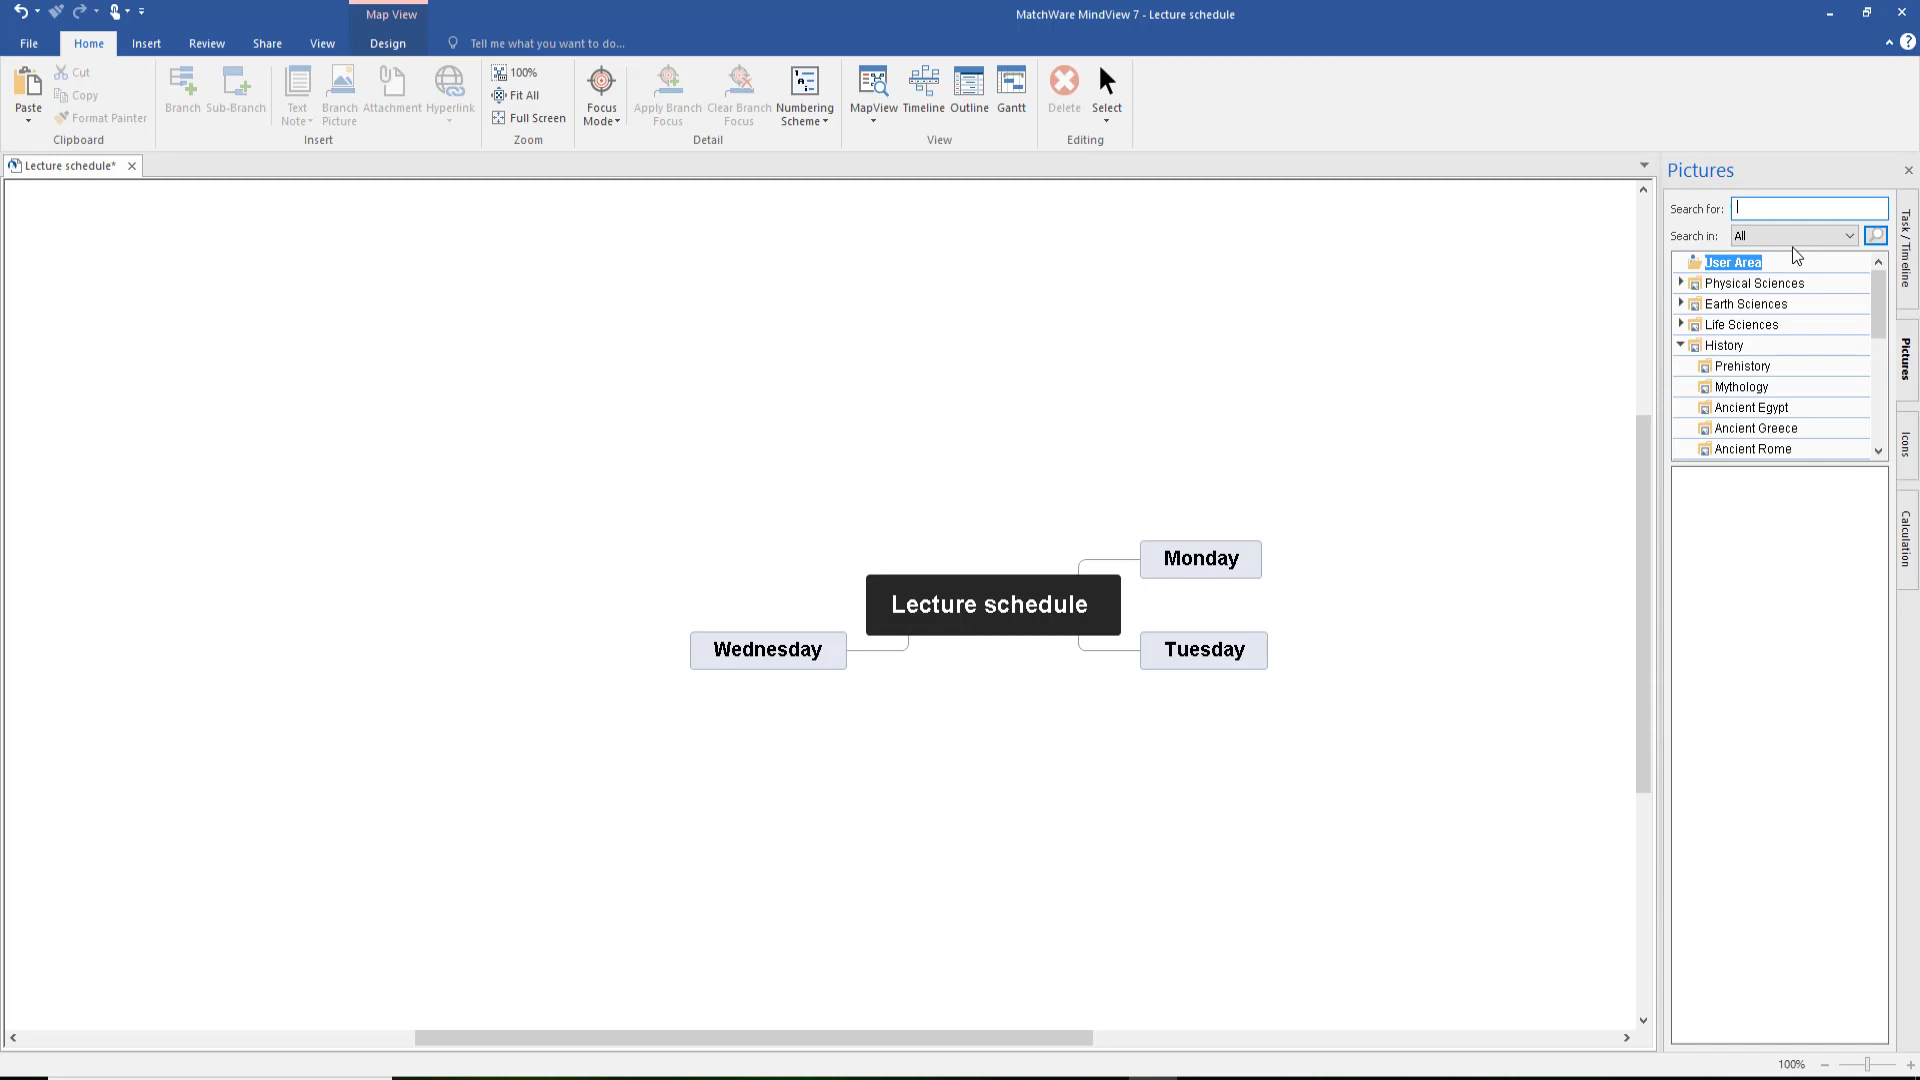 Map View
MatchWare MindView 7 - Lecture schedule
File
Home
Insert
Review
Share
View
Design
Tell me what you want to do...
Paste
Cut
Copy
Format Painter
Clipboard
Branch
Sub-Branch
Text
Note
Branch
Picture
Attachment
Hyperlink
Insert
100%
Fit All
Full Screen
Zoom
Focus
Mode
Apply Branch
Focus
Clear Branch
Focus
Numbering
Scheme
Detail
MapView
Timeline
Outline
Gantt
View
Delete
Select
Editing
Lecture schedule*
Monday
Lecture schedule
Wednesday
Tuesday
Pictures
Search for:
Search in:
All
User Area
Physical Sciences
Earth Sciences
Life Sciences
History
Prehistory
Mythology
Ancient Egypt
Ancient Greece
Ancient Rome
Task / Timeline
Pictures
Icons
Calculation
100%